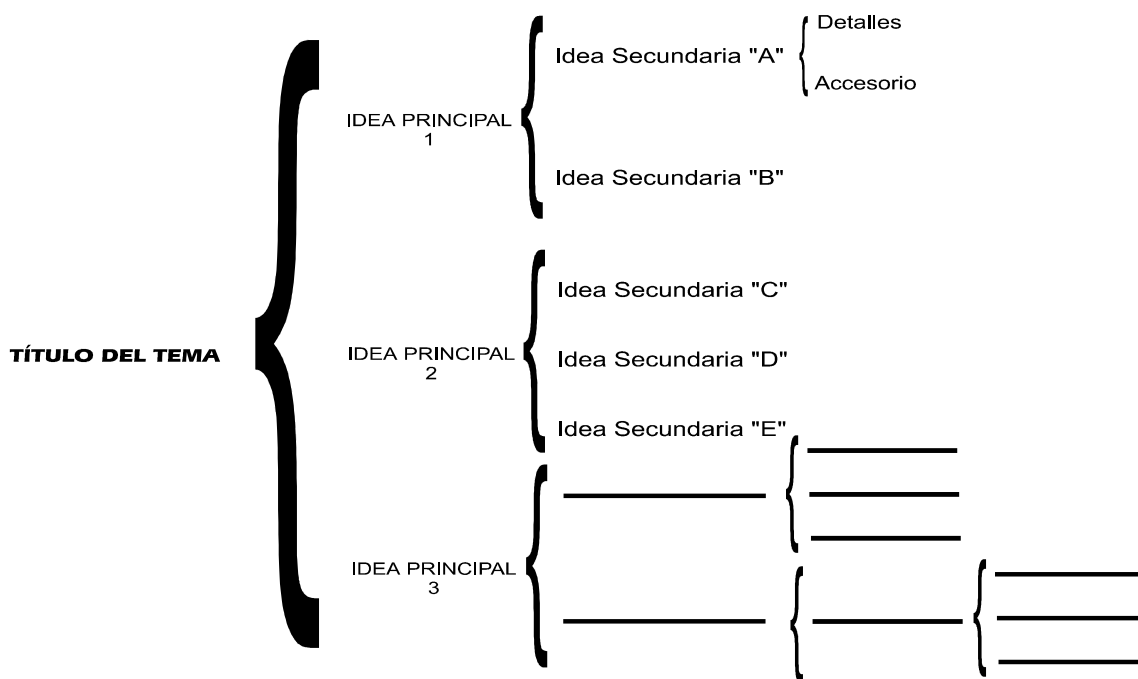 TÍTULO DEL TEMA
IDEA PRINCIPAL
1
Idea Secundaria "A"
Detalles
Accesorio
Idea Secundaria "B"
IDEA PRINCIPAL
2
Idea Secundaria "C"
Idea Secundaria "D"
Idea Secundaria "E"
IDEA PRINCIPAL
3